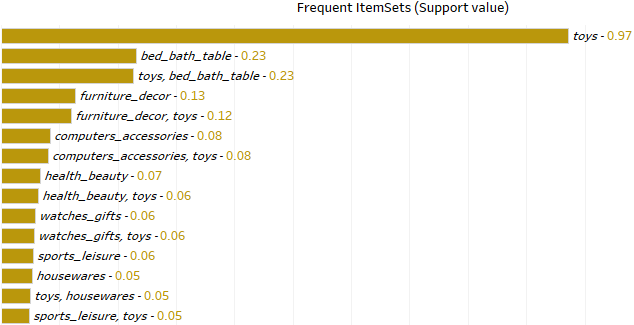 Frequent ItemSets (Support value)
toys - 0.97
bed_bath_table - 0.23
toys, bed_bath_table - 0.23
furniture_decor - 0.13
furniture_decor, toys - 0.12
computers_accessories - 0.08
computers_accessories, toys - 0.08
health_beauty - 0.07
health_beauty, toys - 0.06
watches_gifts - 0.06
watches_gifts, toys - 0.06
sports_leisure - 0.06
housewares - 0.05
toys, housewares - 0.05
sports_leisure, toys - 0.05